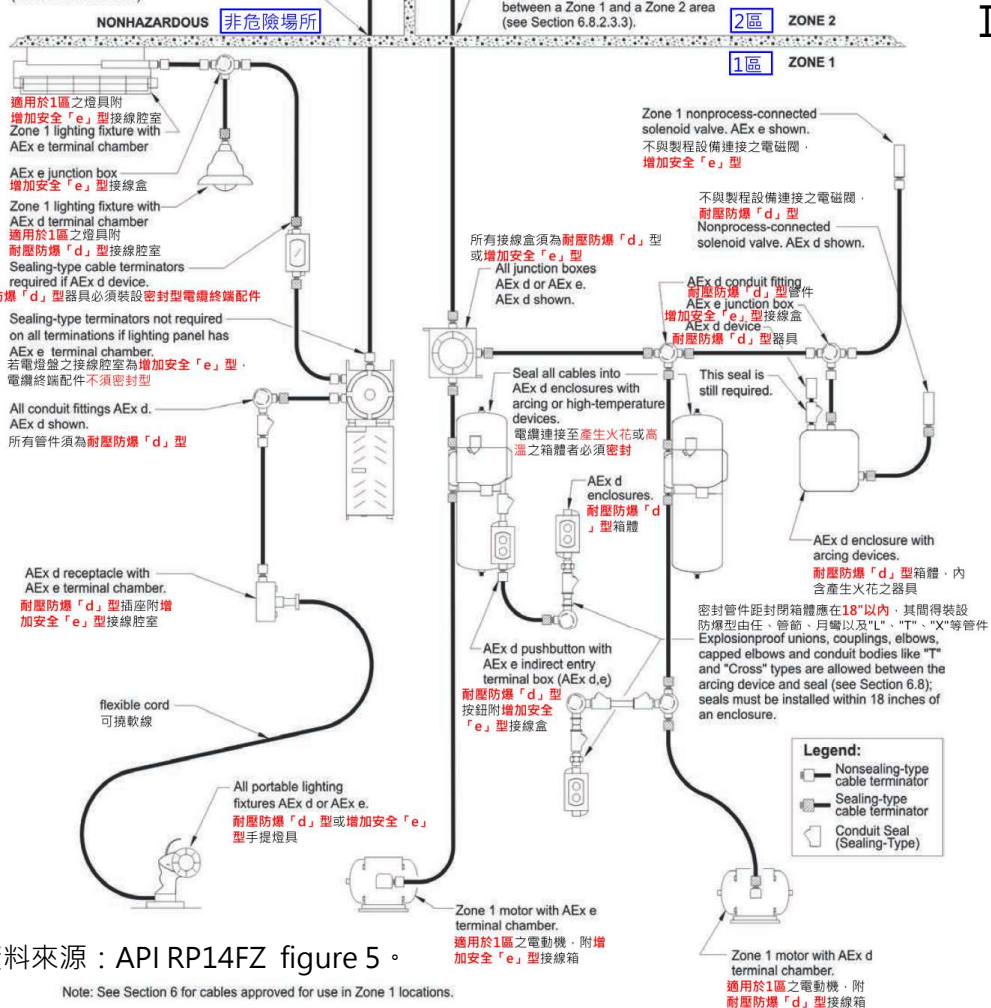 between a Zone 1 and a Zone 2 area
(see Section 6.8.2.3.3).
NONHAZARDOUS
非危險場所
2區
ZONE 2
1區
ZONE 1
適用於1區之燈具附
增加安全「e」型接線腔室
Zone 1 lighting fixture with
AEx e terminal chamber
AEx e junction box
增加安全「e」型接線盒
Zone 1 lighting fixture with
AEx d terminal chamber
適用於1區之燈具附
耐壓防爆「d」型接線腔室
Sealing-type cable terminators
required if AEx d device.
爆「d」型器具必須裝設密封型電纜終端配件
Sealing-type terminators not required
on all terminations if lighting panel has
AEx e terminal chamber.
若電燈盤之接線腔室為增加安全「e」型，
電纜終端配件不須密封型
All conduit fittings AEx d.
AEx d shown.
所有管件須為耐壓防爆「d」型
Zone 1 nonprocess-connected
solenoid valve. AEx e shown.
不與製程設備連接之電磁閥，
增加安全「e」型
不與製程設備連接之電磁閥，
耐壓防爆「d」型
Nonprocess-connected
solenoid valve. AEx d shown.
所有接線盒須為耐壓防爆「d」型
或增加安全「e」型
All junction boxes
AEx d or AEx e.
AEx d shown.
AEx d conduit fitting
耐壓防爆「d」型管件
AEx e junction box
增加安全「e」型接線盒
AEx d device
耐壓防爆「d」型器具
Seal all cables into
AEx d enclosures with
arcing or high-temperature
devices.
電纜連接至產生火花或高
溫之箱體者必須密封
This seal is
still required.
AEx d
enclosures.
耐壓防爆「d
」型箱體
AEx d enclosure with
arcing devices.
耐壓防爆「d」型箱體，內
含產生火花之器具
AEx d receptacle with
AEx e terminal chamber.
耐壓防爆「d」型插座附增
加安全「e」型接線腔室
AEx d pushbutton with
AEx e indirect entry
terminal box (AEx d,e)
耐壓防爆「d」型
按鈕附增加安全
「e」型接線盒
密封管件距封閉箱體應在18"以內，其間得裝設
防爆型由任、管節、月彎以及"L"、"T"、"X"等管件
Explosionproof unions, couplings, elbows,
capped elbows and conduit bodies like "T"
and "Cross" types are allowed between the
arcing device and seal (see Section 6.8);
seals must be installed within 18 inches of
an enclosure.
flexible cord
可撓軟線
Legend:
Nonsealing-type
cable terminator
Sealing-type
cable terminator
Conduit Seal
(Sealing-Type)
All portable lighting
fixtures AEx d or AEx e.
耐壓防爆「d」型或增加安全「e」
型手提燈具
Zone 1 motor with AEx e
terminal chamber.
適用於1區之電動機，附增
加安全「e」型接線箱
Zone 1 motor with AEx d
terminal chamber.
適用於1區之電動機，附
耐壓防爆「d」型接線箱
資料來源：API RP14FZ figure 5。
Note: See Section 6 for cables approved for use in Zone 1 locations.